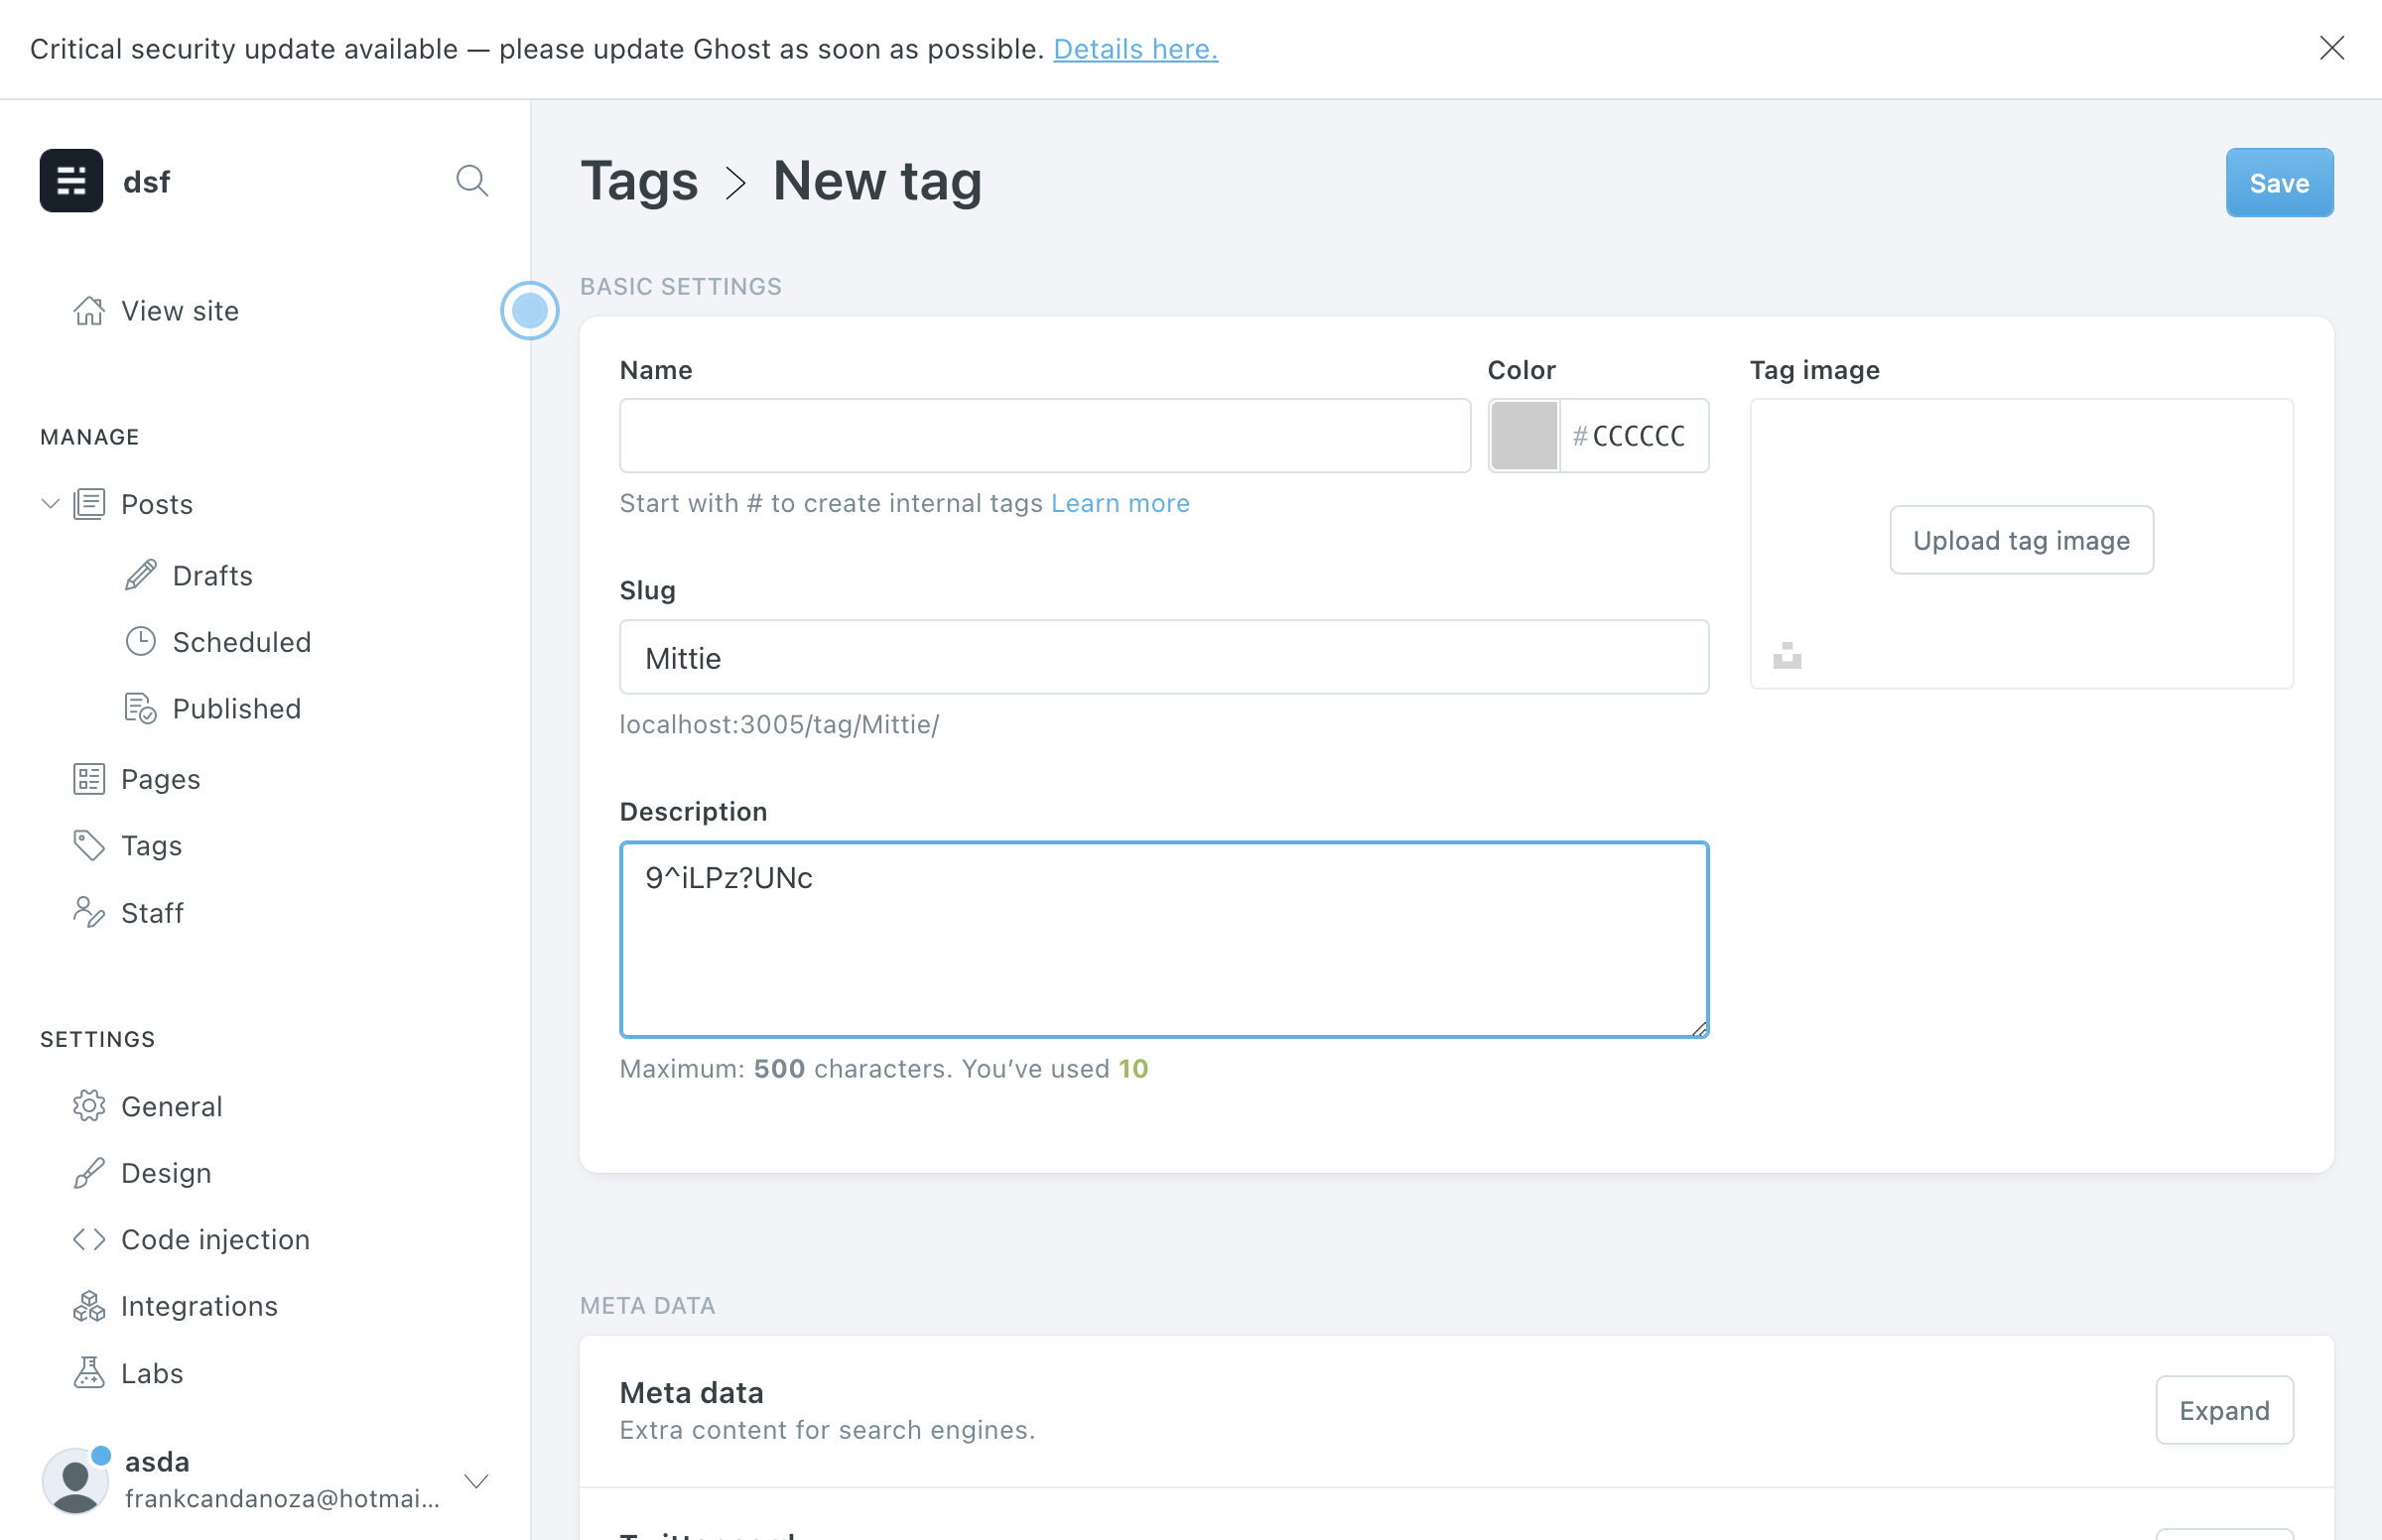 Critical security update available — please update Ghost as soon as possible. Details here.
dsf
View site
MANAGE
Posts
Drafts
Scheduled
Published
Pages
Tags
Staff
SETTINGS
General
Design
Code injection
Integrations
Labs
asda
frankcandanoza@hotmai...
Tags > New tag
Save
BASIC SETTINGS
Name
Color
#CCCCCC
Start with # to create internal tags Learn more
Slug
Mittie
localhost:3005/tag/Mittie/
Description
9^iLPz?UNc
Maximum: 500 characters. You’ve used 10
Tag image
Upload tag image
META DATA
Meta data
Extra content for search engines.
Expand